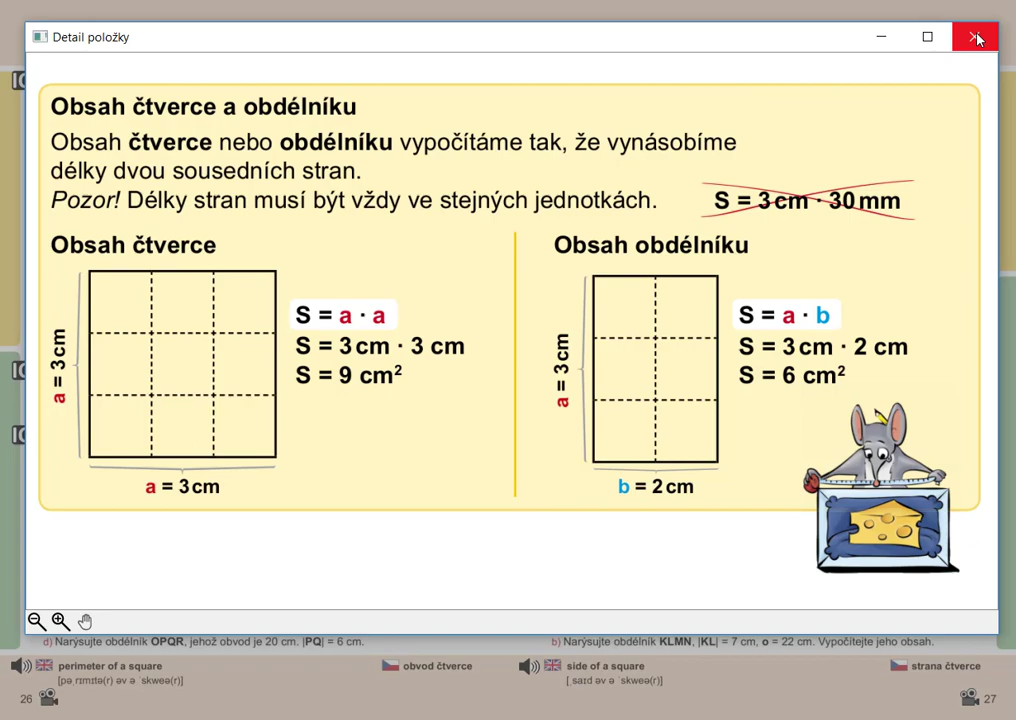 Detail položky
Obsah čtverce a obdélníku
Obsah čtverce nebo obdélníku vypočítáme tak, že vynásobíme
délky dvou sousedních stran.
Pozor! Délky stran musí být vždy ve stejných jednotkách.
S = 3 cm · 30 mm
Obsah čtverce
a = 3 cm
S = a · a
S = 3 cm · 3 cm
S = 9 cm²
a = 3 cm
Obsah obdélníku
a = 3 cm
S = a · b
S = 3 cm · 2 cm
S = 6 cm²
b = 2 cm
d) Narýsujte obdélník OPQR, jehož obvod je 20 cm. |PQ| = 6 cm.
b) Narýsujte obdélník KLMN, |KL| = 7 cm, o = 22 cm. Vypočítejte jeho obsah.
perimeter of a square
obvod čtverce
side of a square
strana čtverce
26
27